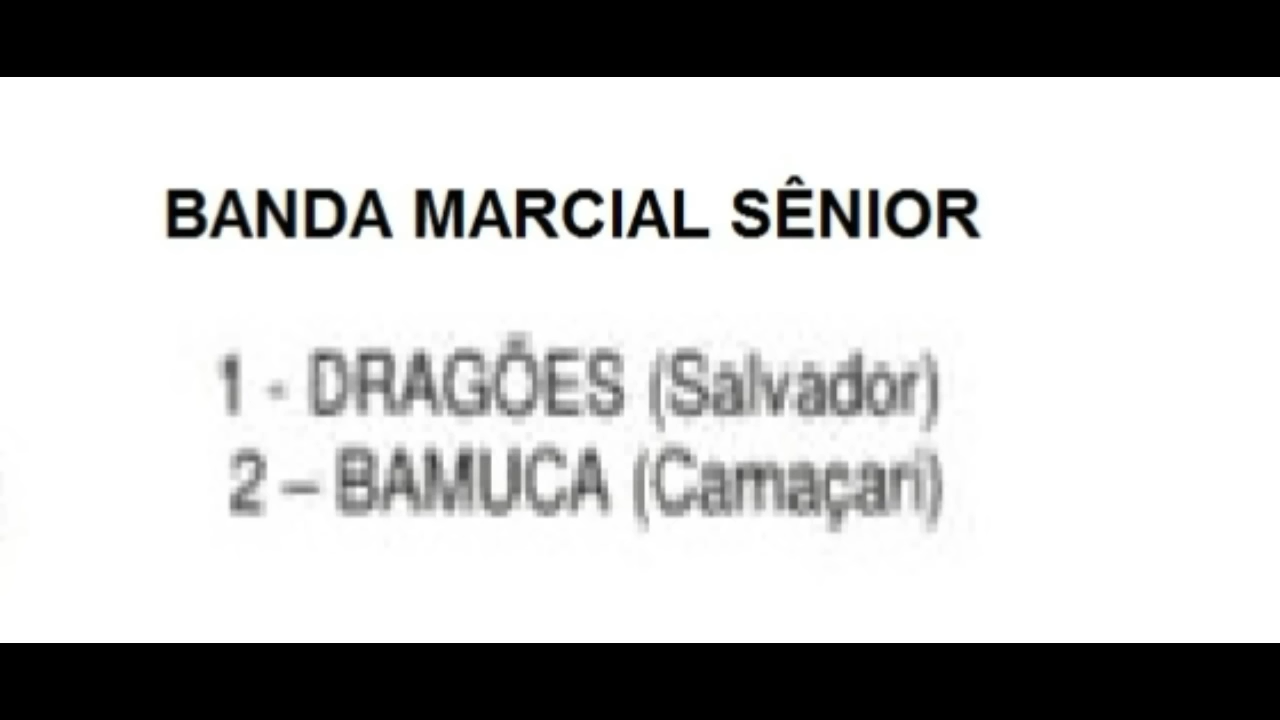 BANDA MARCIAL SÊNIOR
1 - DRAGÕES (Salvador)
2 – BAMUCA (Camaçari)